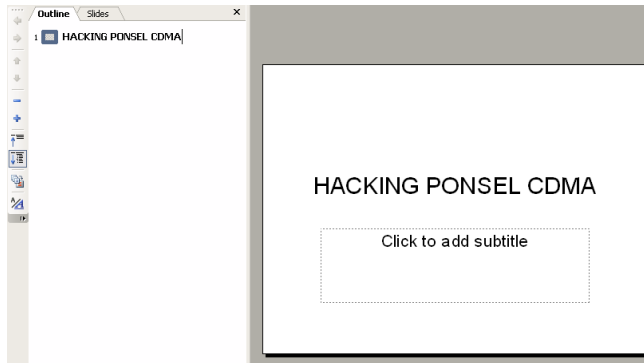 Outline Slides ×
1 HACKING PONSEL CDMA
HACKING PONSEL CDMA
Click to add subtitle